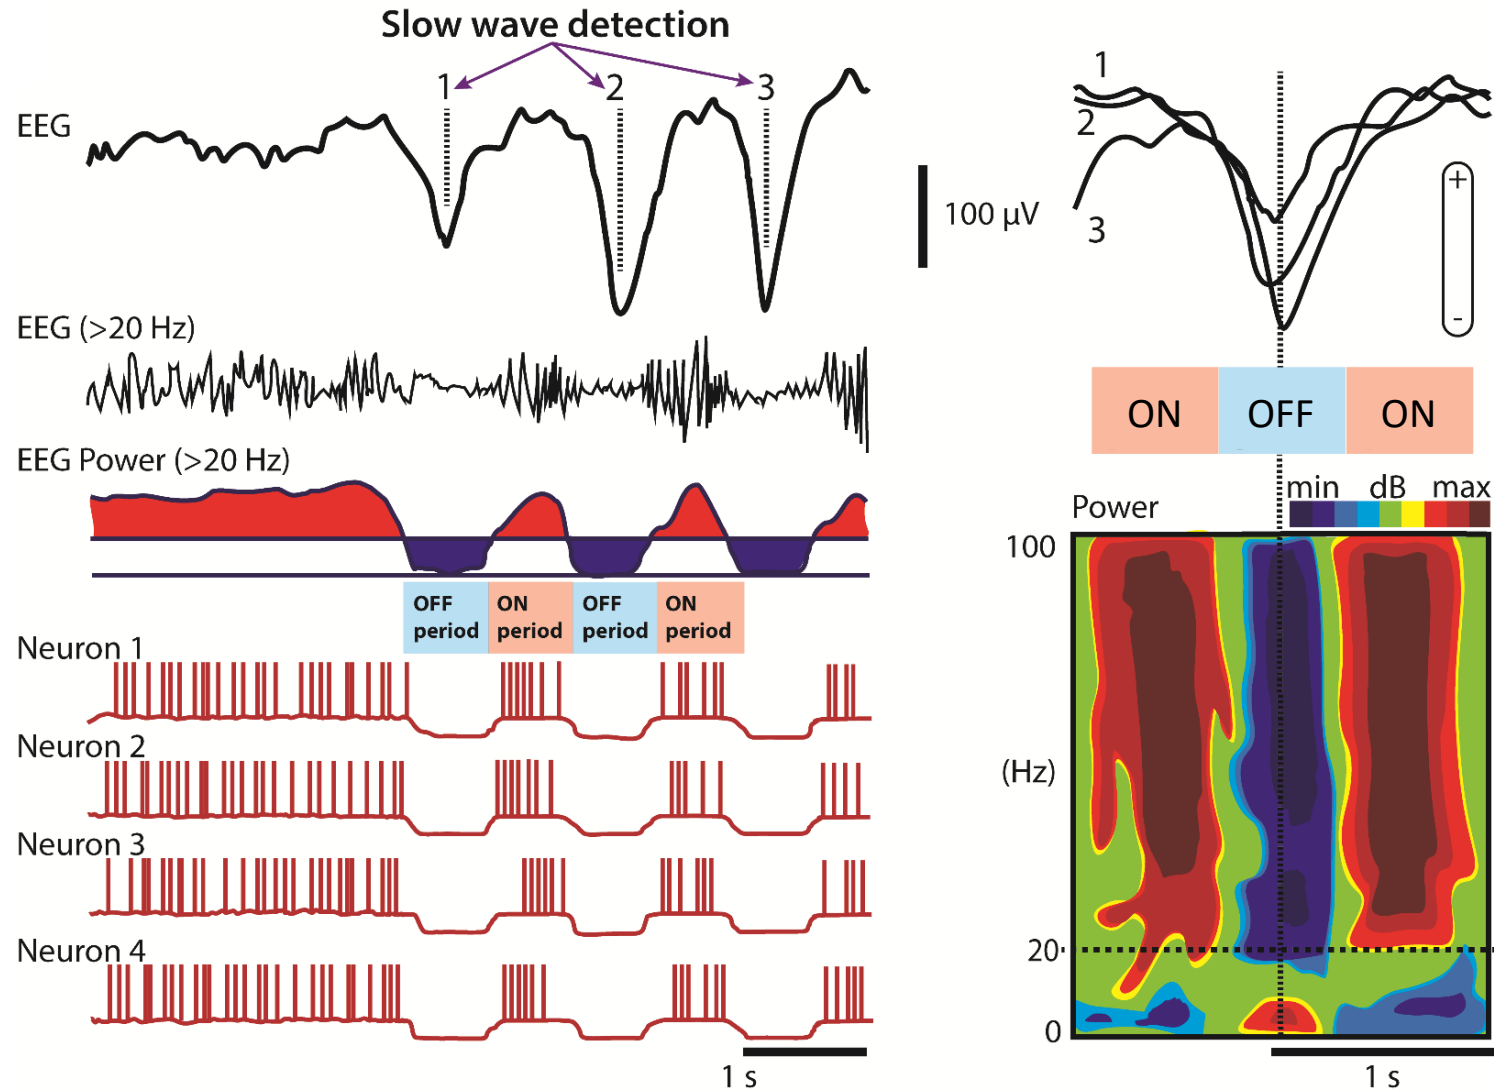 Slow wave detection
1 2 3
EEG
100 µV
EEG (>20 Hz)
EEG Power (>20 Hz)
OFF period
ON period
OFF period
ON period
Neuron 1
Neuron 2
Neuron 3
Neuron 4
1 s
1
2
3
+
-
ON OFF ON
min dB max
Power
100
(Hz)
20
0
1 s